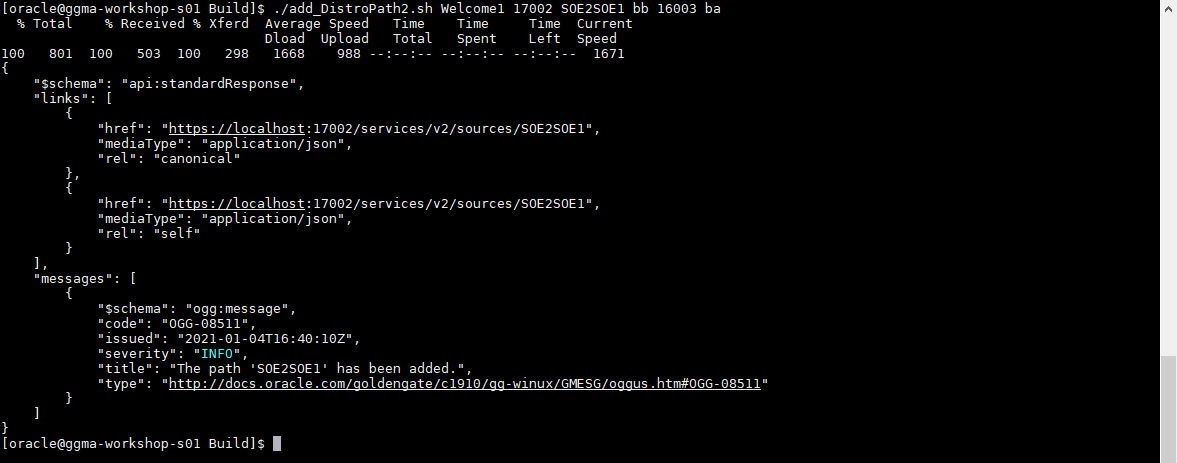 [oracle@ggma-workshop-s01 Build]$ ./add_DistroPath2.sh Welcome1 17002 SOE2SOE1 bb 16003 ba
  % Total    % Received % Xferd  Average Speed   Time    Time     Time  Current
                                 Dload  Upload   Total   Spent    Left  Speed
100   801  100   503  100   298   1668    988 --:--:-- --:--:-- --:--:--  1671
{
    "$schema": "api:standardResponse",
    "links": [
        {
            "href": "https://localhost:17002/services/v2/sources/SOE2SOE1",
            "mediaType": "application/json",
            "rel": "canonical"
        },
        {
            "href": "https://localhost:17002/services/v2/sources/SOE2SOE1",
            "mediaType": "application/json",
            "rel": "self"
        }
    ],
    "messages": [
        {
            "$schema": "ogg:message",
            "code": "OGG-08511",
            "issued": "2021-01-04T16:40:10Z",
            "severity": "INFO",
            "title": "The path 'SOE2SOE1' has been added.",
            "type": "http://docs.oracle.com/goldengate/c1910/gg-winux/GMESG/oggus.htm#OGG-08511"
        }
    ]
}
[oracle@ggma-workshop-s01 Build]$